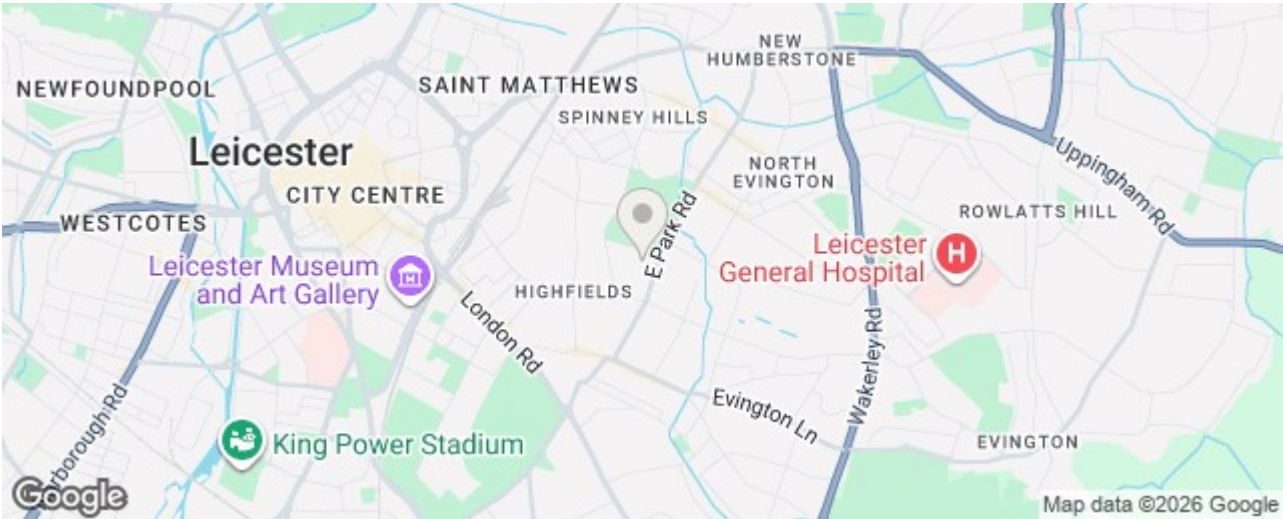 NEW
HUMBERSTONE
NEWFOUNDPOOL
SAINT MATTHEWS
SPINNEY HILLS
Uppingham Rd
Leicester
NORTH
EVINGTON
CITY CENTRE
ROWLATTS HILL
WESTCOTES
E Park Rd
Leicester
General Hospital
H
Leicester Museum
and Art Gallery
HIGHFIELDS
London Rd
Wakerley Rd
Evington Ln
King Power Stadium
EVINGTON
arborough Rd
Google
Map data ©2026 Google